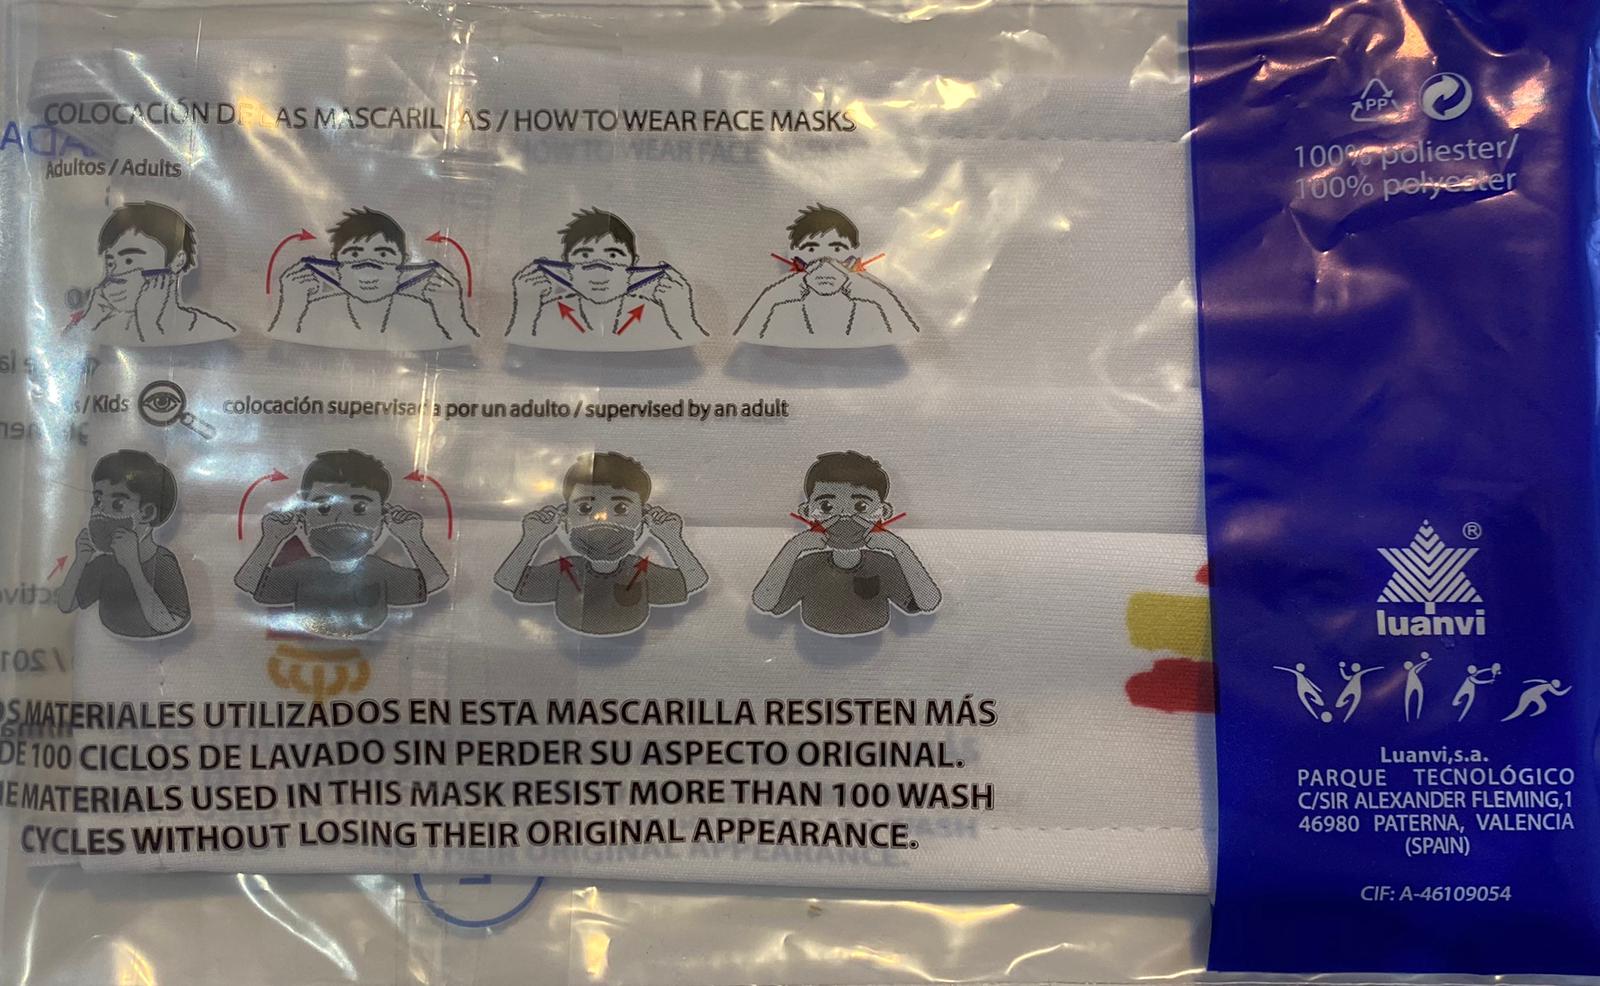 COLOCACIÓN DE LAS MASCARILLAS / HOW TO WEAR FACE MASKS
Adultos / Adults
/ Kids
colocación supervisada por un adulto / supervised by an adult
MATERIALES UTILIZADOS EN ESTA MASCARILLA RESISTEN MÁS
DE 100 CICLOS DE LAVADO SIN PERDER SU ASPECTO ORIGINAL.
MATERIALS USED IN THIS MASK RESIST MORE THAN 100 WASH
CYCLES WITHOUT LOSING THEIR ORIGINAL APPEARANCE.
PP
100% poliester/
100% polyester
®
luanvi
Luanvi,s.a.
PARQUE TECNOLÓGICO
C/SIR ALEXANDER FLEMING,1
46980 PATERNA, VALENCIA
(SPAIN)
CIF: A-46109054